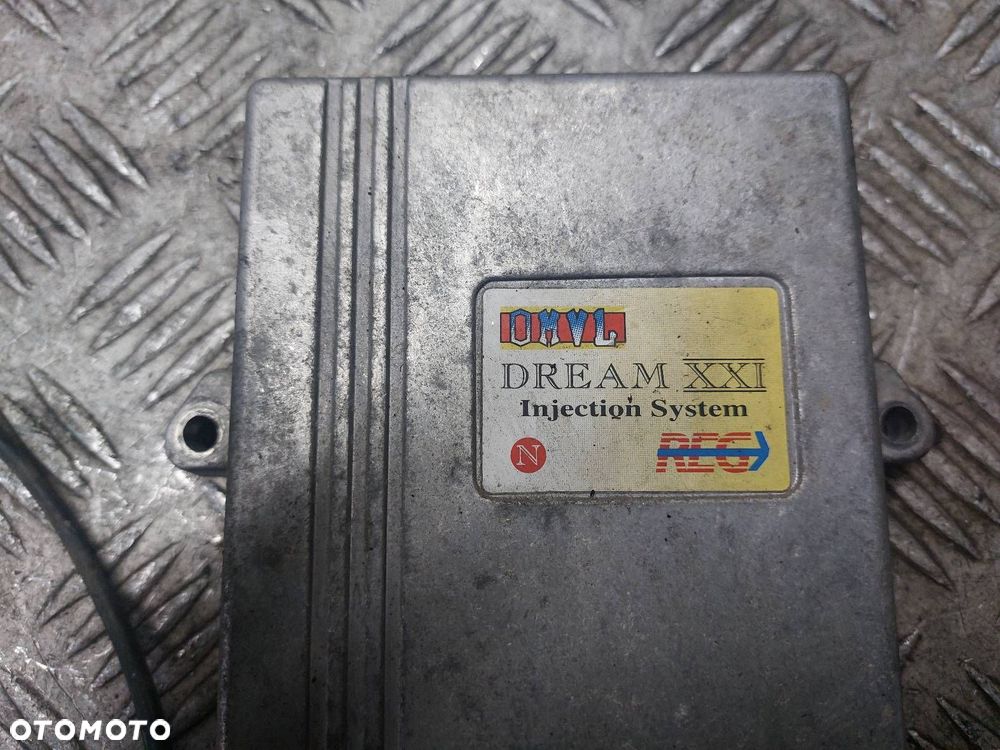 OMVL
DREAM XXI
Injection System
N
REG
OTOMOTO